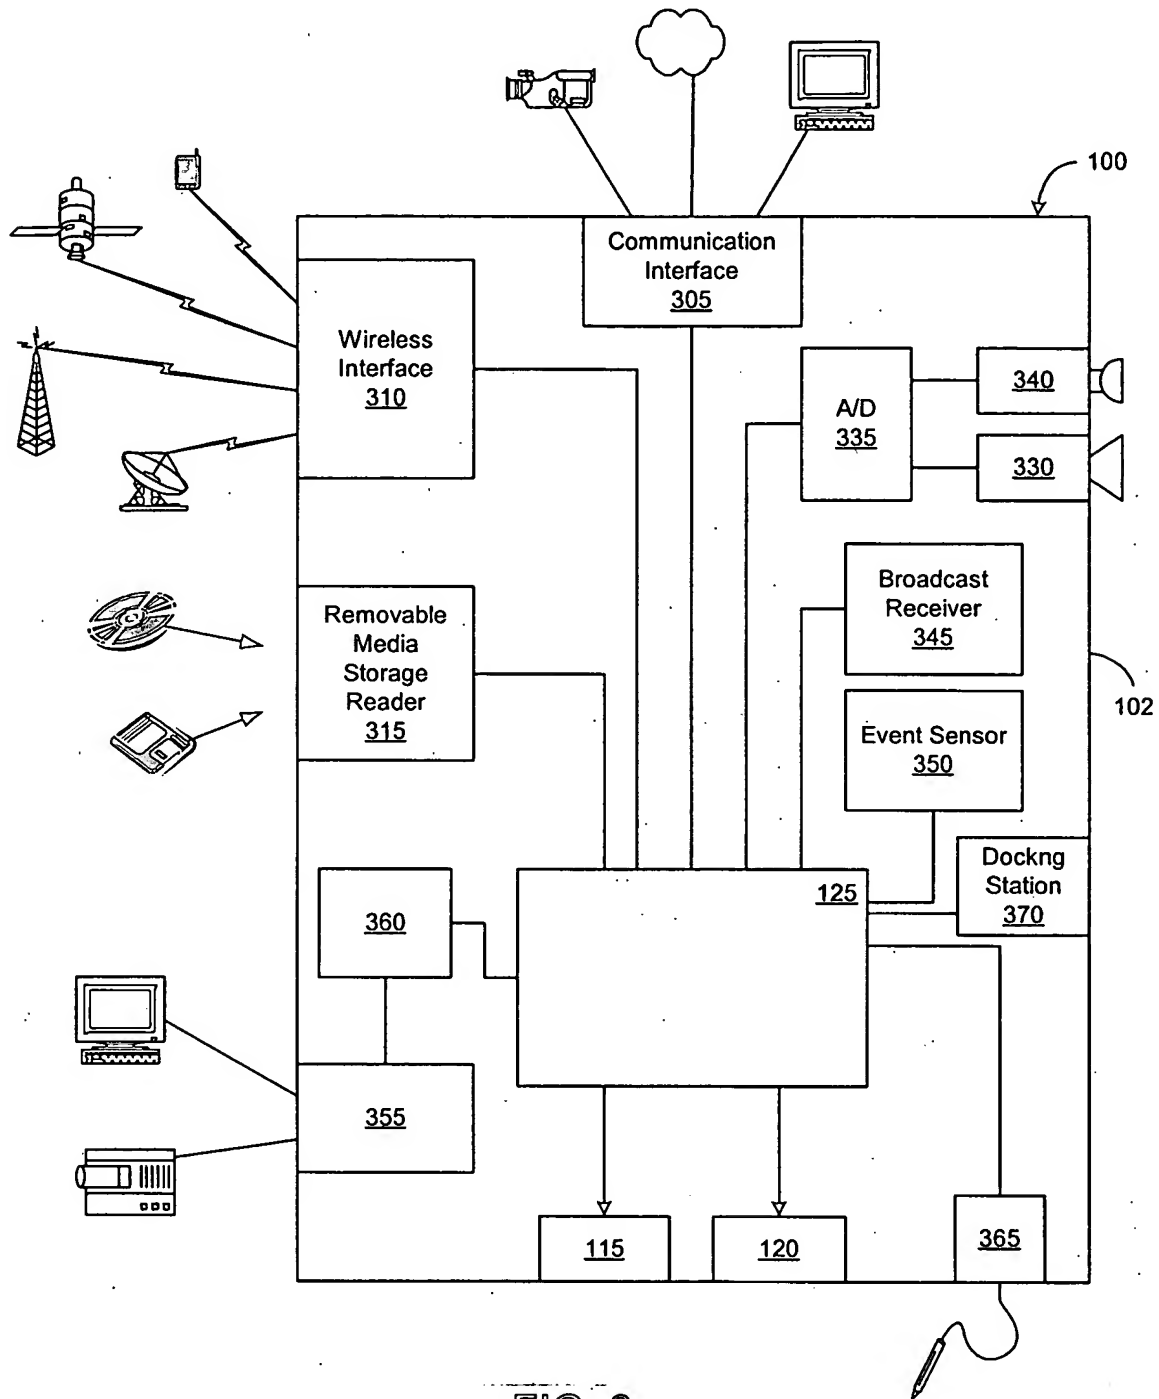 100
Communication
Interface
305
Wireless
Interface
310
A/D
335
340
330
Broadcast
Receiver
345
Removable
Media
Storage
Reader
315
102
Event Sensor
350
Dockng
Station
370
125
360
355
115
120
365